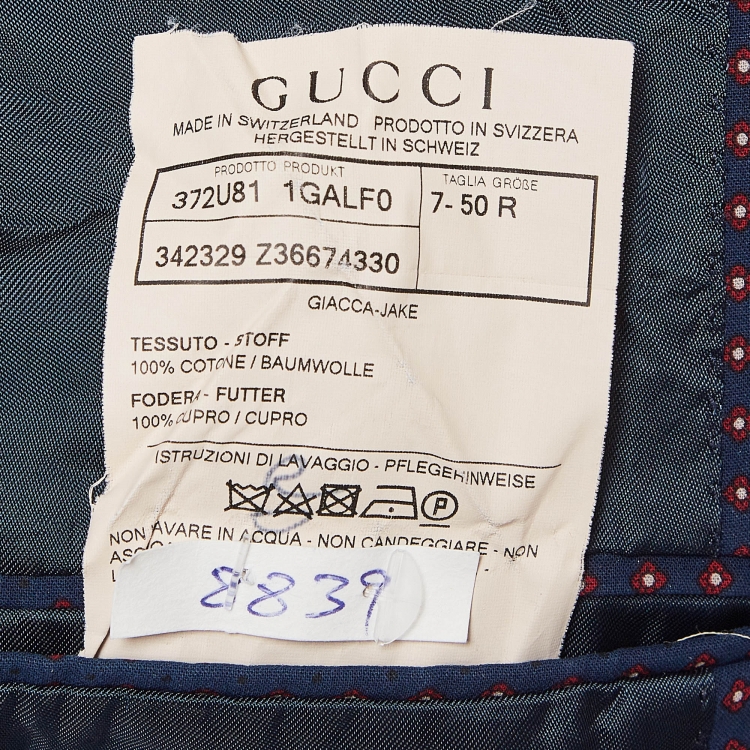 GUCCI
MADE IN SWITZERLAND PRODOTTO IN SVIZZERA
HERGESTELLT IN SCHWEIZ
PRODOTTO PRODUKT
372U81 1GALF0
TAGLIA GRÖßE
7- 50 R
342329 Z36674330
GIACCA-JAKE
TESSUTO - STOFF
100% COTONE / BAUMWOLLE
FODERA - FUTTER
100% CUPRO / CUPRO
ISTRUZIONI DI LAVAGGIO - PFLEGEHINWEISE
P
NON LAVARE IN ACQUA - NON CANDEGGIARE - NON
8839